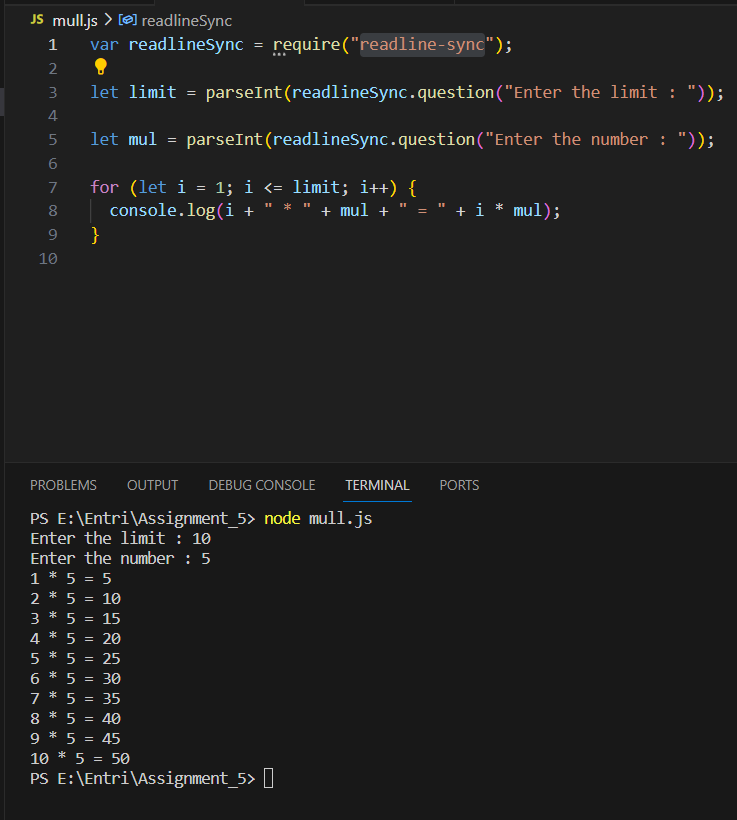 JS mull.js > readlineSync
1 var readlineSync = require("readline-sync");
2
3 let limit = parseInt(readlineSync.question("Enter the limit : "));
4
5 let mul = parseInt(readlineSync.question("Enter the number : "));
6
7 for (let i = 1; i <= limit; i++) {
8   console.log(i + " * " + mul + " = " + i * mul);
9 }
10
PROBLEMS OUTPUT DEBUG CONSOLE TERMINAL PORTS
PS E:\Entri\Assignment_5> node mull.js
Enter the limit : 10
Enter the number : 5
1 * 5 = 5
2 * 5 = 10
3 * 5 = 15
4 * 5 = 20
5 * 5 = 25
6 * 5 = 30
7 * 5 = 35
8 * 5 = 40
9 * 5 = 45
10 * 5 = 50
PS E:\Entri\Assignment_5>